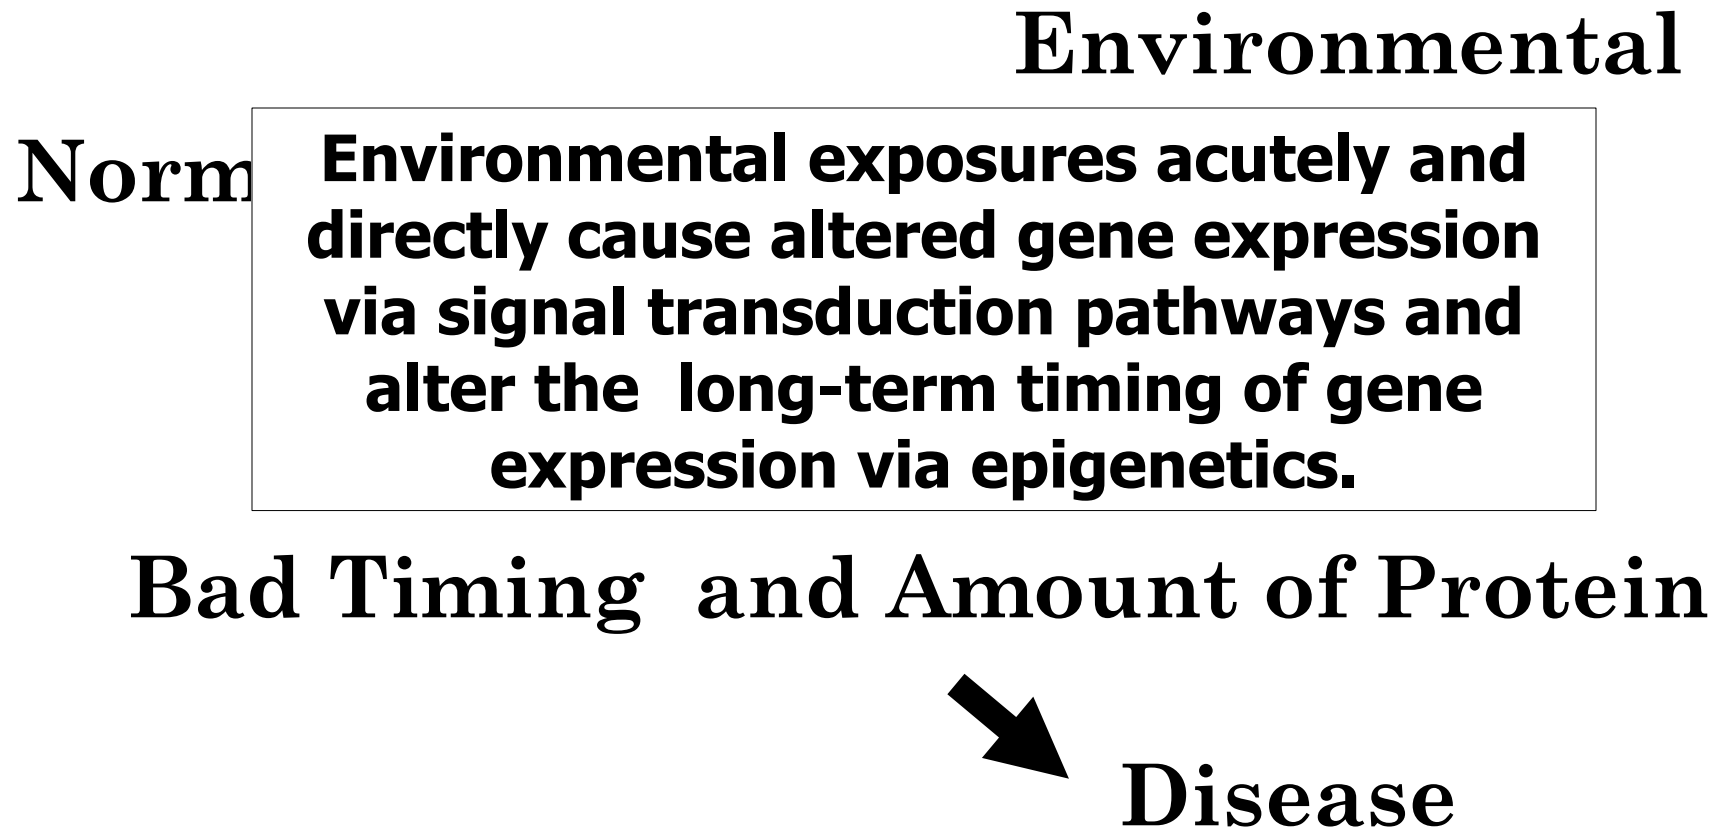 Environmental
Norm
Environmental exposures acutely and
directly cause altered gene expression
via signal transduction pathways and
alter the  long-term timing of gene
expression via epigenetics.
Bad Timing  and Amount of Protein
Disease